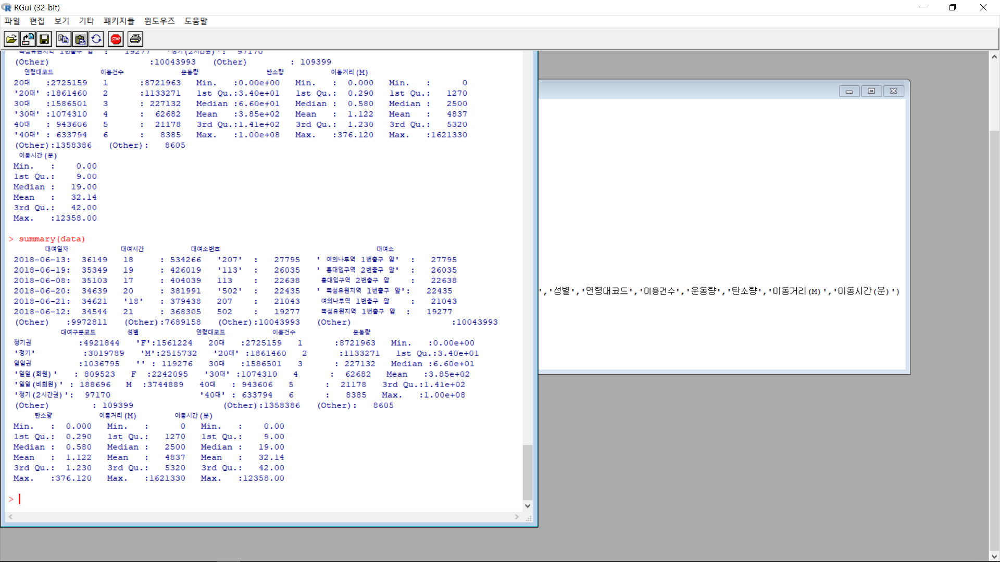 RGui (32-bit)
파일 편집 보기 기타 패키지들 윈도우즈 도움말
STOP
뚝섬유원지역 1번출구 앞 : 19277 '정기(2시간권)': 97170
(Other) :10043993 (Other) : 109399
연령대코드 이용건수 운동량 탄소량 이동거리(M)
20대 :2725159 1 :8721963 Min. :0.00e+00 Min. : 0.000 Min. : 0
'20대' :1861460 2 :1133271 1st Qu.:3.40e+01 1st Qu.: 0.290 1st Qu.: 1270
30대 :1586501 3 : 227132 Median :6.60e+01 Median : 0.580 Median : 2500
'30대' :1074310 4 : 62682 Mean :3.85e+02 Mean : 1.122 Mean : 4837
40대 : 943606 5 : 21178 3rd Qu.:1.41e+02 3rd Qu.: 1.230 3rd Qu.: 5320
'40대' : 633794 6 : 8385 Max. :1.00e+08 Max. :376.120 Max. :1621330
(Other):1358386 (Other): 8605
이동시간(분)
Min. : 0.00
1st Qu.: 9.00
Median : 19.00
Mean : 32.14
3rd Qu.: 42.00
Max. :12358.00
> summary(data)
대여일자 대여시간 대여소번호 대여소
2018-06-13: 36149 18 : 534266 '207' : 27795 ' 여의나루역 1번출구 앞' : 27795
2018-06-19: 35349 19 : 426019 '113' : 26035 ' 홍대입구역 2번출구 앞' : 26035
2018-06-08: 35103 17 : 404039 113 : 22638 홍대입구역 2번출구 앞 : 22638
2018-06-20: 34639 20 : 381991 '502' : 22435 ' 뚝섬유원지역 1번출구 앞': 22435
2018-06-21: 34621 '18' : 379438 207 : 21043 여의나루역 1번출구 앞 : 21043
2018-06-12: 34544 21 : 368305 502 : 19277 뚝섬유원지역 1번출구 앞 : 19277
(Other) :9972811 (Other):7689158 (Other):10043993 (Other) :10043993
대여구분코드 성별 연령대코드 이용건수 운동량
정기권 :4921844 'F':1561224 20대 :2725159 1 :8721963 Min. :0.00e+00
'정기' :3019789 'M':2515732 '20대' :1861460 2 :1133271 1st Qu.:3.40e+01
일일권 :1036795 '' : 119276 30대 :1586501 3 : 227132 Median :6.60e+01
'일일(회원)' : 809523 F :2242095 '30대' :1074310 4 : 62682 Mean :3.85e+02
'일일(비회원)' : 188696 M :3744889 40대 : 943606 5 : 21178 3rd Qu.:1.41e+02
'정기(2시간권)': 97170 '40대' : 633794 6 : 8385 Max. :1.00e+08
(Other) : 109399 (Other):1358386 (Other): 8605
탄소량 이동거리(M) 이동시간(분)
Min. : 0.000 Min. : 0 Min. : 0.00
1st Qu.: 0.290 1st Qu.: 1270 1st Qu.: 9.00
Median : 0.580 Median : 2500 Median : 19.00
Mean : 1.122 Mean : 4837 Mean : 32.14
3rd Qu.: 1.230 3rd Qu.: 5320 3rd Qu.: 42.00
Max. :376.120 Max. :1621330 Max. :12358.00
>
','성별','연령대코드','이용건수','운동량','탄소량','이동거리(M)','이동시간(분)')